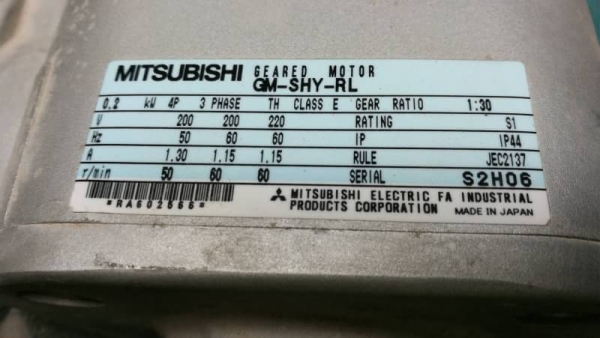 MITSUBISHI GEARED MOTOR
GM-SHY-RL
0.2 kW 4P 3 PHASE TH CLASS E GEAR RATIO 1:30
V 200 200 220 RATING S1
Hz 50 60 60 IP IP44
A 1.30 1.15 1.15 RULE JEC2137
r/min 50 60 60 SERIAL S2H06
*RA602566*
MITSUBISHI ELECTRIC FA INDUSTRIAL
PRODUCTS CORPORATION MADE IN JAPAN